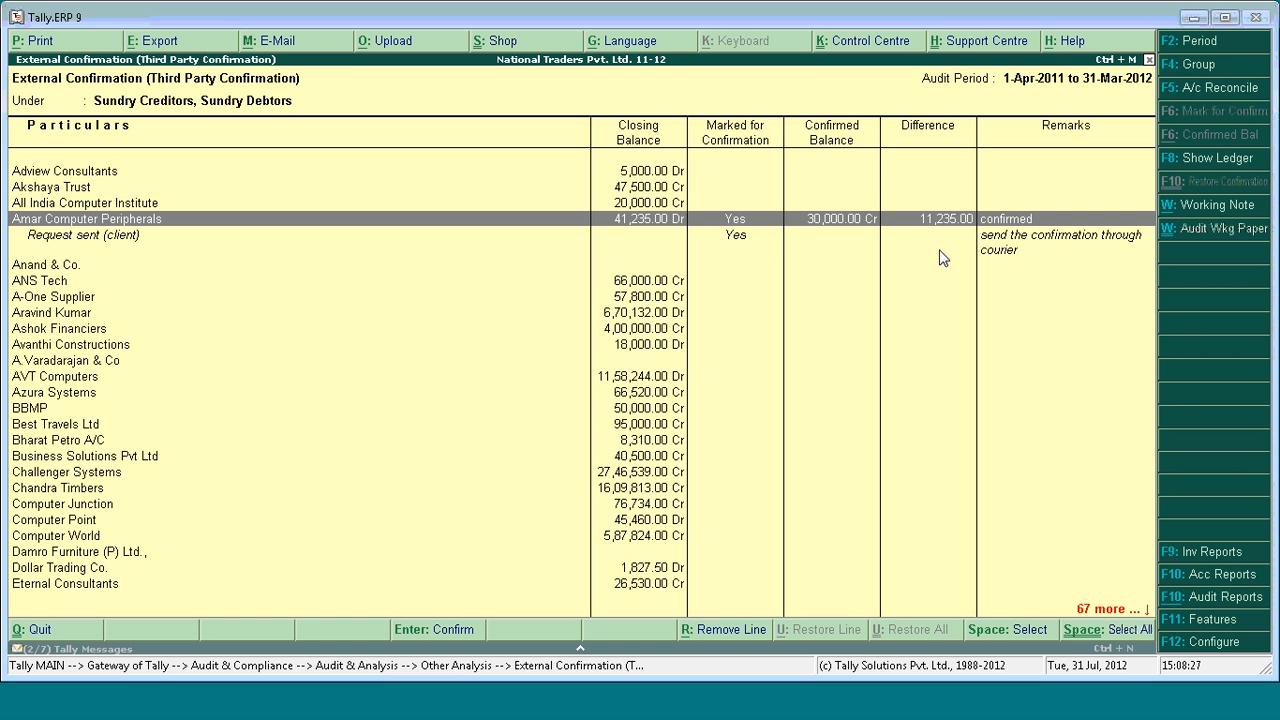 Tally.ERP 9
P: Print E: Export M: E-Mail O: Upload S: Shop G: Language K: Keyboard K: Control Centre H: Support Centre H: Help
External Confirmation (Third Party Confirmation) National Traders Pvt. Ltd. 11-12 Ctrl + M
External Confirmation (Third Party Confirmation) Audit Period : 1-Apr-2011 to 31-Mar-2012
Under : Sundry Creditors, Sundry Debtors
Particulars Closing Balance Marked for Confirmation Confirmed Balance Difference Remarks
Adview Consultants 5,000.00 Dr
Akshaya Trust 47,500.00 Cr
All India Computer Institute 20,000.00 Cr
Amar Computer Peripherals 41,235.00 Dr Yes 30,000.00 Cr 11,235.00 confirmed
Request sent (client) Yes send the confirmation through
courier
Anand & Co.
ANS Tech 66,000.00 Cr
A-One Supplier 57,800.00 Cr
Aravind Kumar 6,70,132.00 Dr
Ashok Financiers 4,00,000.00 Cr
Avanthi Constructions 18,000.00 Cr
A.Varadarajan & Co
AVT Computers 11,58,244.00 Dr
Azura Systems 66,520.00 Cr
BBMP 50,000.00 Cr
Best Travels Ltd 95,000.00 Cr
Bharat Petro A/C 8,310.00 Cr
Business Solutions Pvt Ltd 40,500.00 Cr
Challenger Systems 27,46,539.00 Cr
Chandra Timbers 16,09,813.00 Cr
Computer Junction 76,734.00 Cr
Computer Point 45,460.00 Dr
Computer World 5,87,824.00 Cr
Damro Furniture (P) Ltd.,
Dollar Trading Co. 1,827.50 Dr
Eternal Consultants 26,530.00 Cr
67 more ... ↓
Q: Quit Enter: Confirm R: Remove Line U: Restore Line U: Restore All Space: Select Space: Select All
(2/7) Tally Messages Ctrl + N
Tally MAIN --> Gateway of Tally --> Audit & Compliance --> Audit & Analysis --> Other Analysis --> External Confirmation (T... (c) Tally Solutions Pvt. Ltd., 1988-2012 Tue, 31 Jul, 2012 15:08:27
F2: Period
F4: Group
F5: A/c Reconcile
F6: Mark for Confirm
F6: Confirmed Bal
F8: Show Ledger
F10: Restore Confirmation
W: Working Note
W: Audit Wkg Paper
F9: Inv Reports
F10: Acc Reports
F10: Audit Reports
F11: Features
F12: Configure